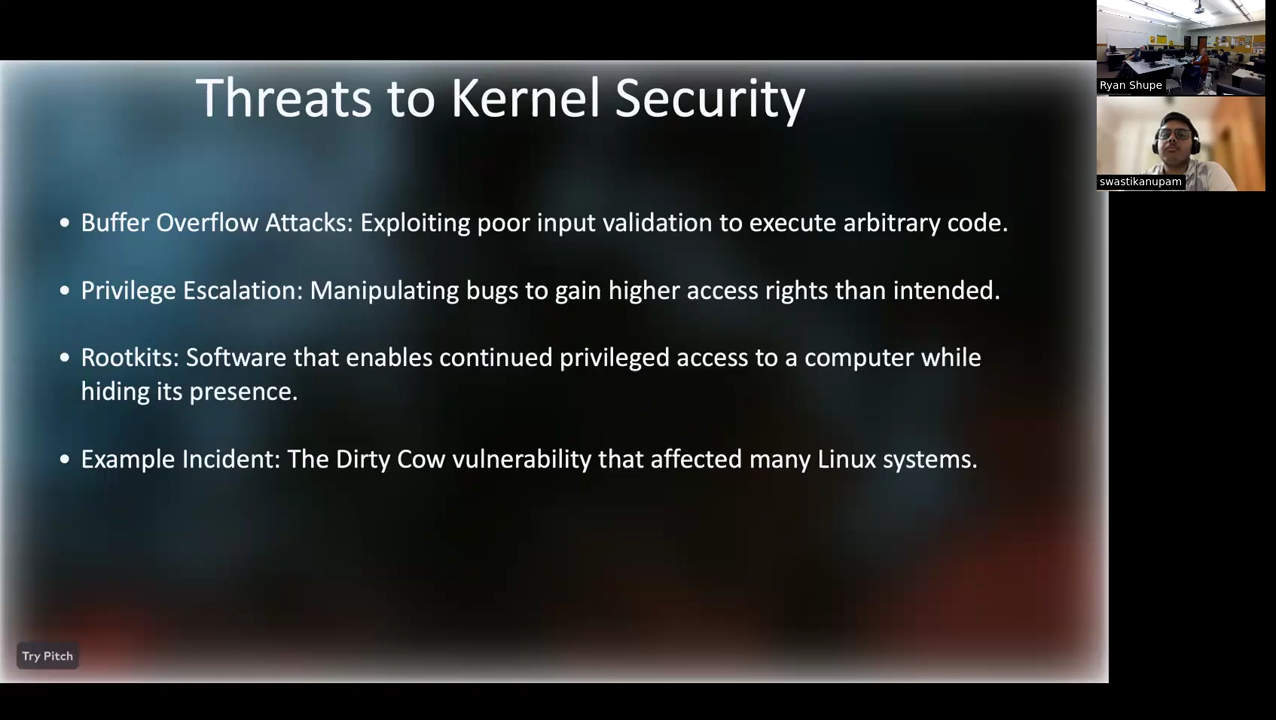 Threats to Kernel Security
Ryan Shupe
swastikanupam
• Buffer Overflow Attacks: Exploiting poor input validation to execute arbitrary code.
• Privilege Escalation: Manipulating bugs to gain higher access rights than intended.
• Rootkits: Software that enables continued privileged access to a computer while
hiding its presence.
• Example Incident: The Dirty Cow vulnerability that affected many Linux systems.
Try Pitch